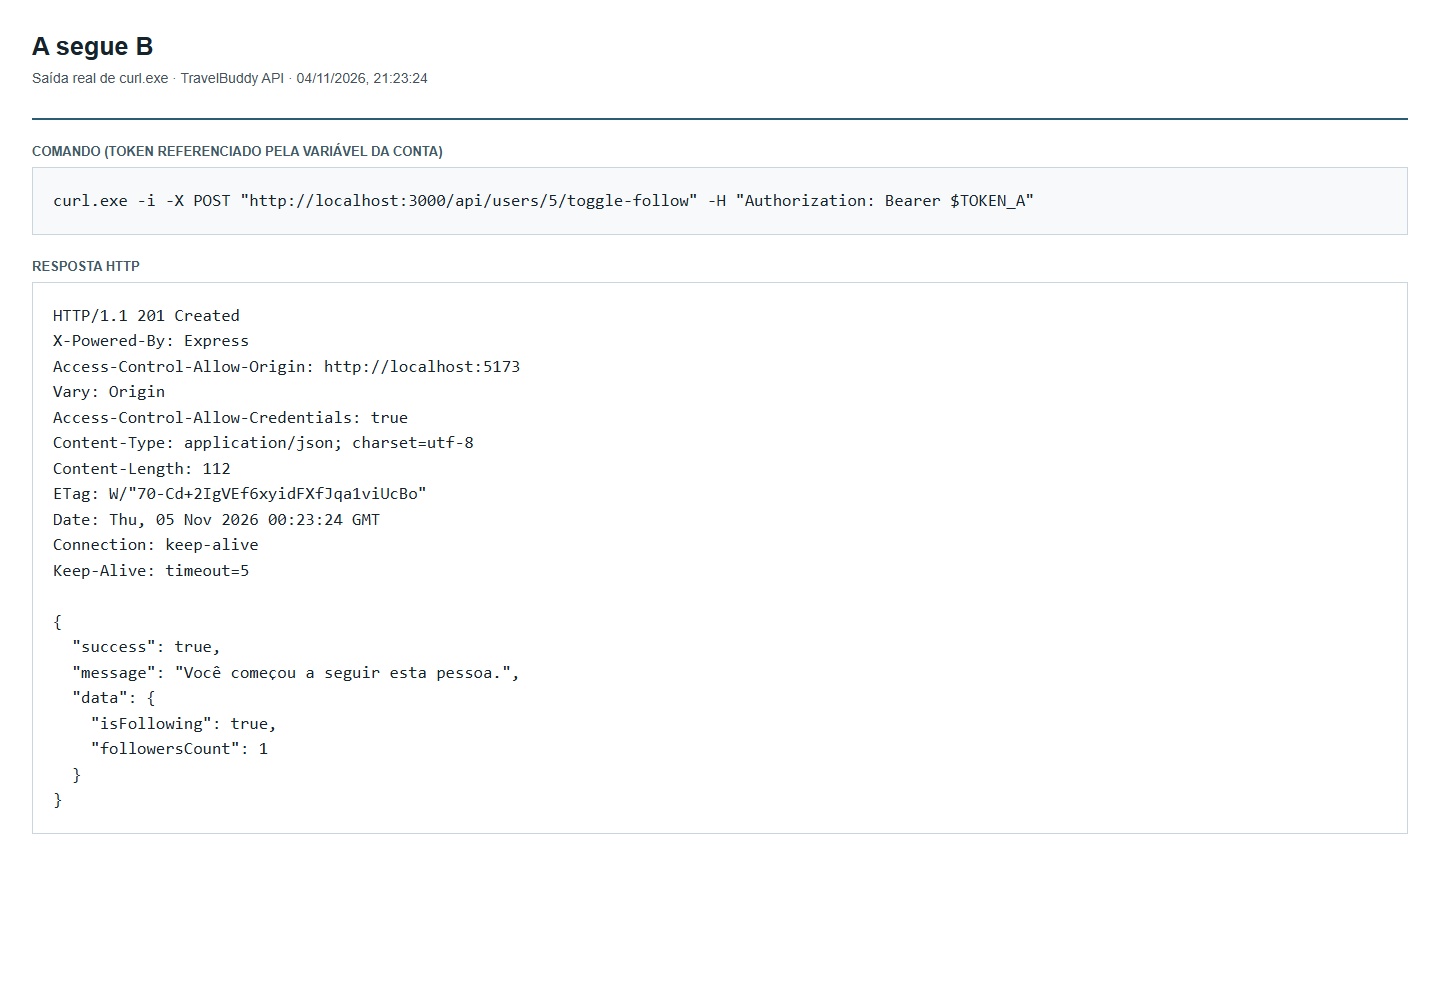 A segue B
Saída real de curl.exe · TravelBuddy API · 04/11/2026, 21:23:24
COMANDO (TOKEN REFERENCIADO PELA VARIÁVEL DA CONTA)
curl.exe -i -X POST "http://localhost:3000/api/users/5/toggle-follow" -H "Authorization: Bearer $TOKEN_A"
RESPOSTA HTTP
HTTP/1.1 201 Created
X-Powered-By: Express
Access-Control-Allow-Origin: http://localhost:5173
Vary: Origin
Access-Control-Allow-Credentials: true
Content-Type: application/json; charset=utf-8
Content-Length: 112
ETag: W/"70-Cd+2IgVEf6xyidFXfJqa1viUcBo"
Date: Thu, 05 Nov 2026 00:23:24 GMT
Connection: keep-alive
Keep-Alive: timeout=5
{
  "success": true,
  "message": "Você começou a seguir esta pessoa.",
  "data": {
    "isFollowing": true,
    "followersCount": 1
  }
}